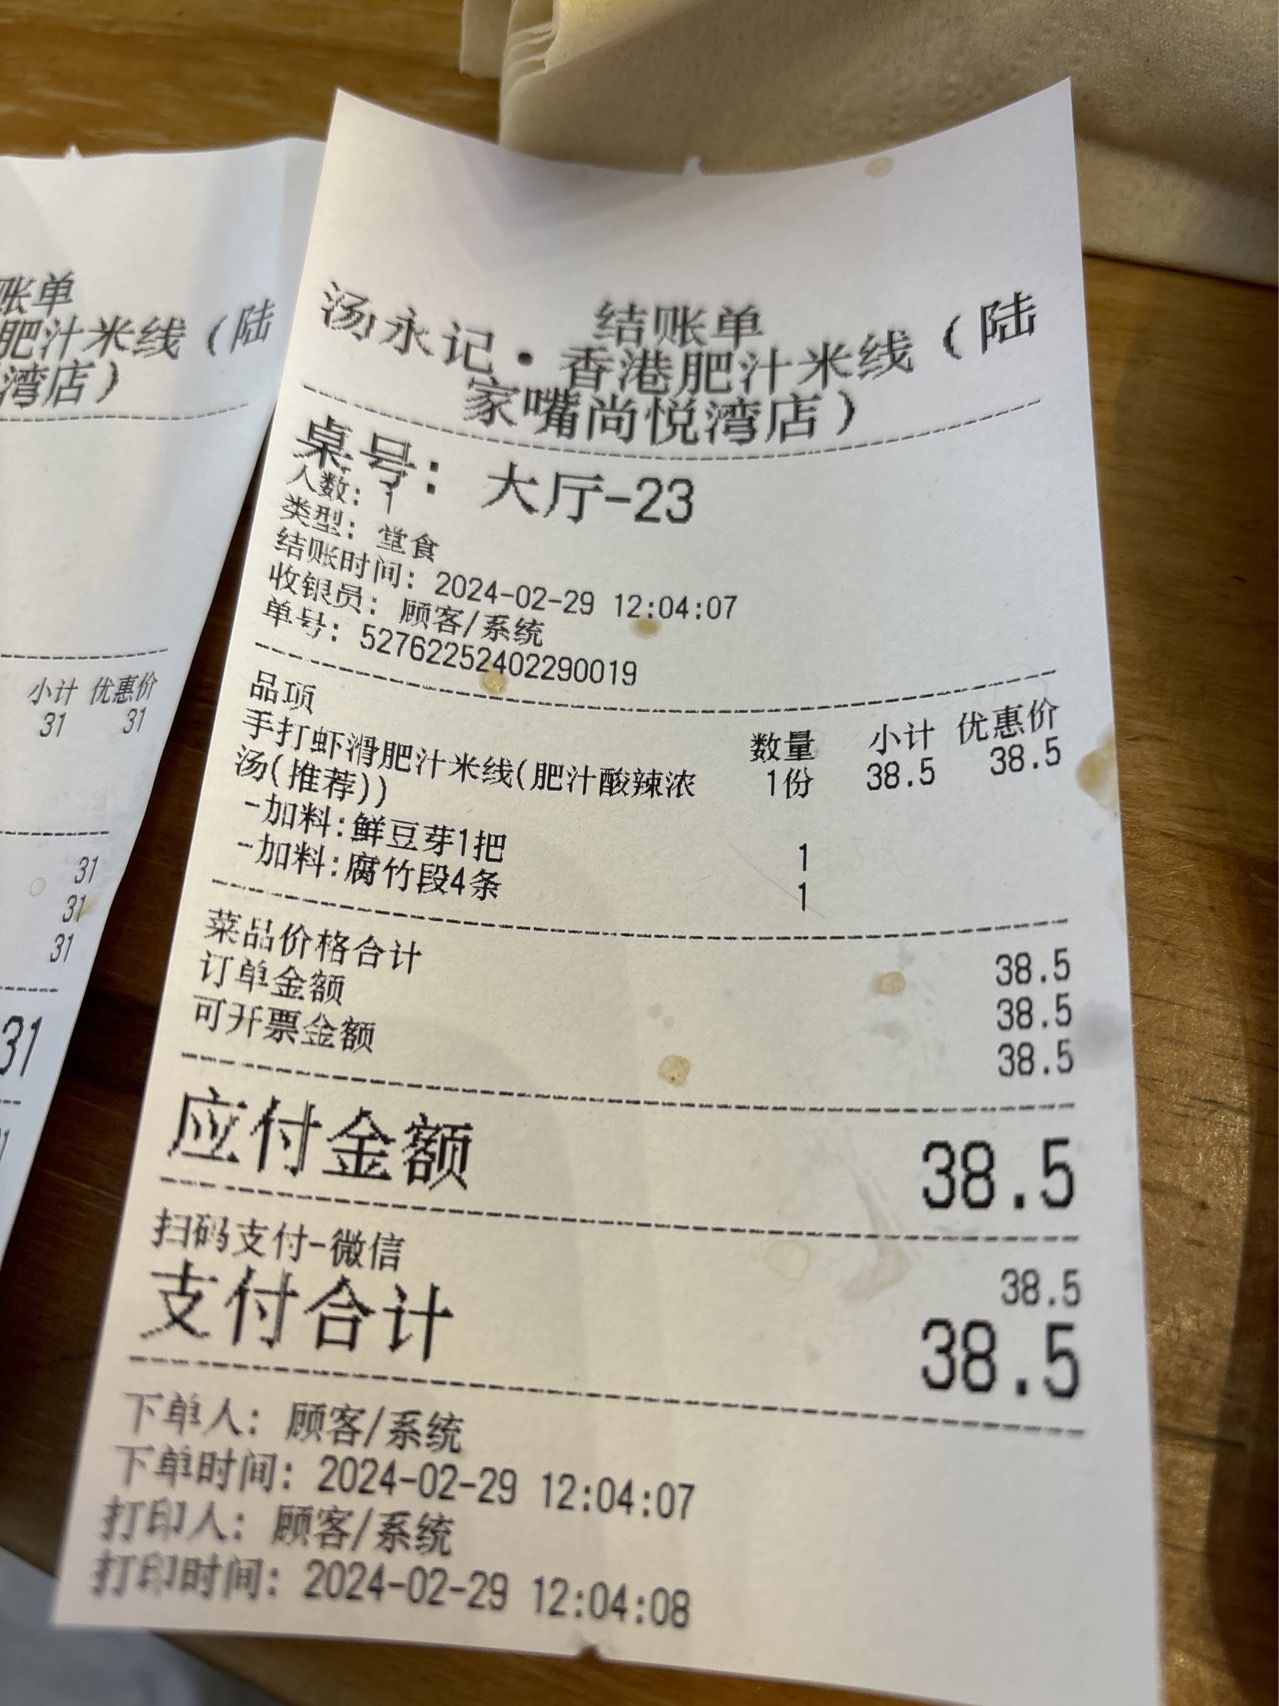 账单
肥汁米线（陆
湾店）
小计 优惠价
31 31
31
31
31
31
结账单
汤永记·香港肥汁米线（陆
家嘴尚悦湾店）
桌号：大厅-23
人数：1
类型：堂食
结账时间：2024-02-29 12:04:07
收银员：顾客/系统
单号：52762252402290019
品项 数量 小计 优惠价
手打虾滑肥汁米线(肥汁酸辣浓 1份 38.5 38.5
汤(推荐))
-加料:鲜豆芽1把 1
-加料:腐竹段4条 1
菜品价格合计 38.5
订单金额 38.5
可开票金额 38.5
应付金额 38.5
扫码支付-微信 38.5
支付合计 38.5
下单人：顾客/系统
下单时间：2024-02-29 12:04:07
打印人：顾客/系统
打印时间：2024-02-29 12:04:08